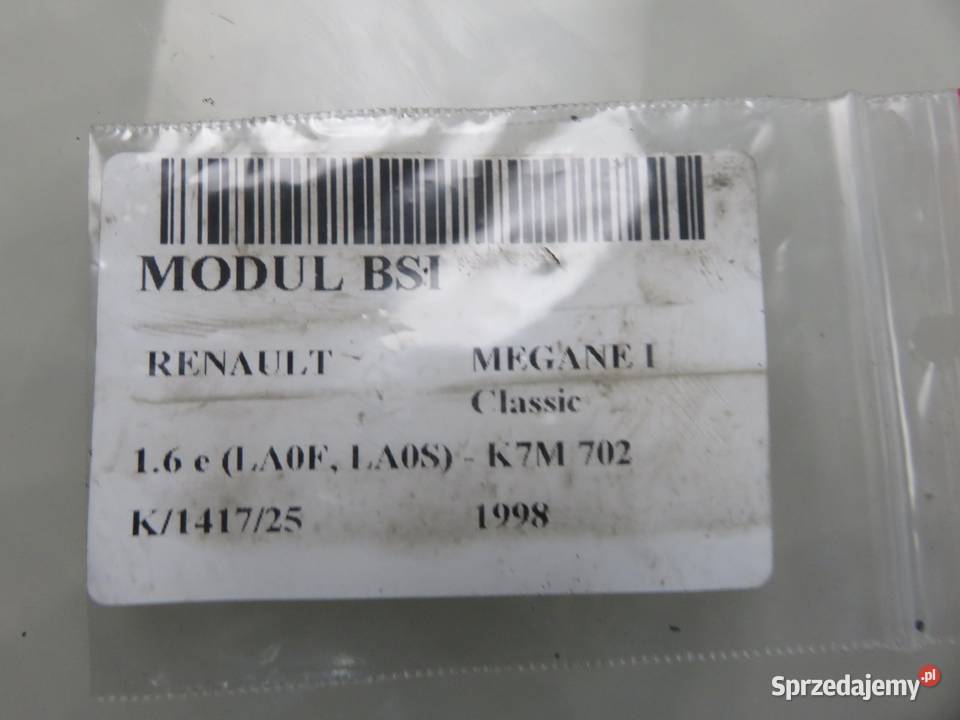 MODUL BSI
RENAULT MEGANE I
Classic
1.6 e (LA0F, LA0S) - K7M 702
K/1417/25 1998
Sprzedajemy.pl